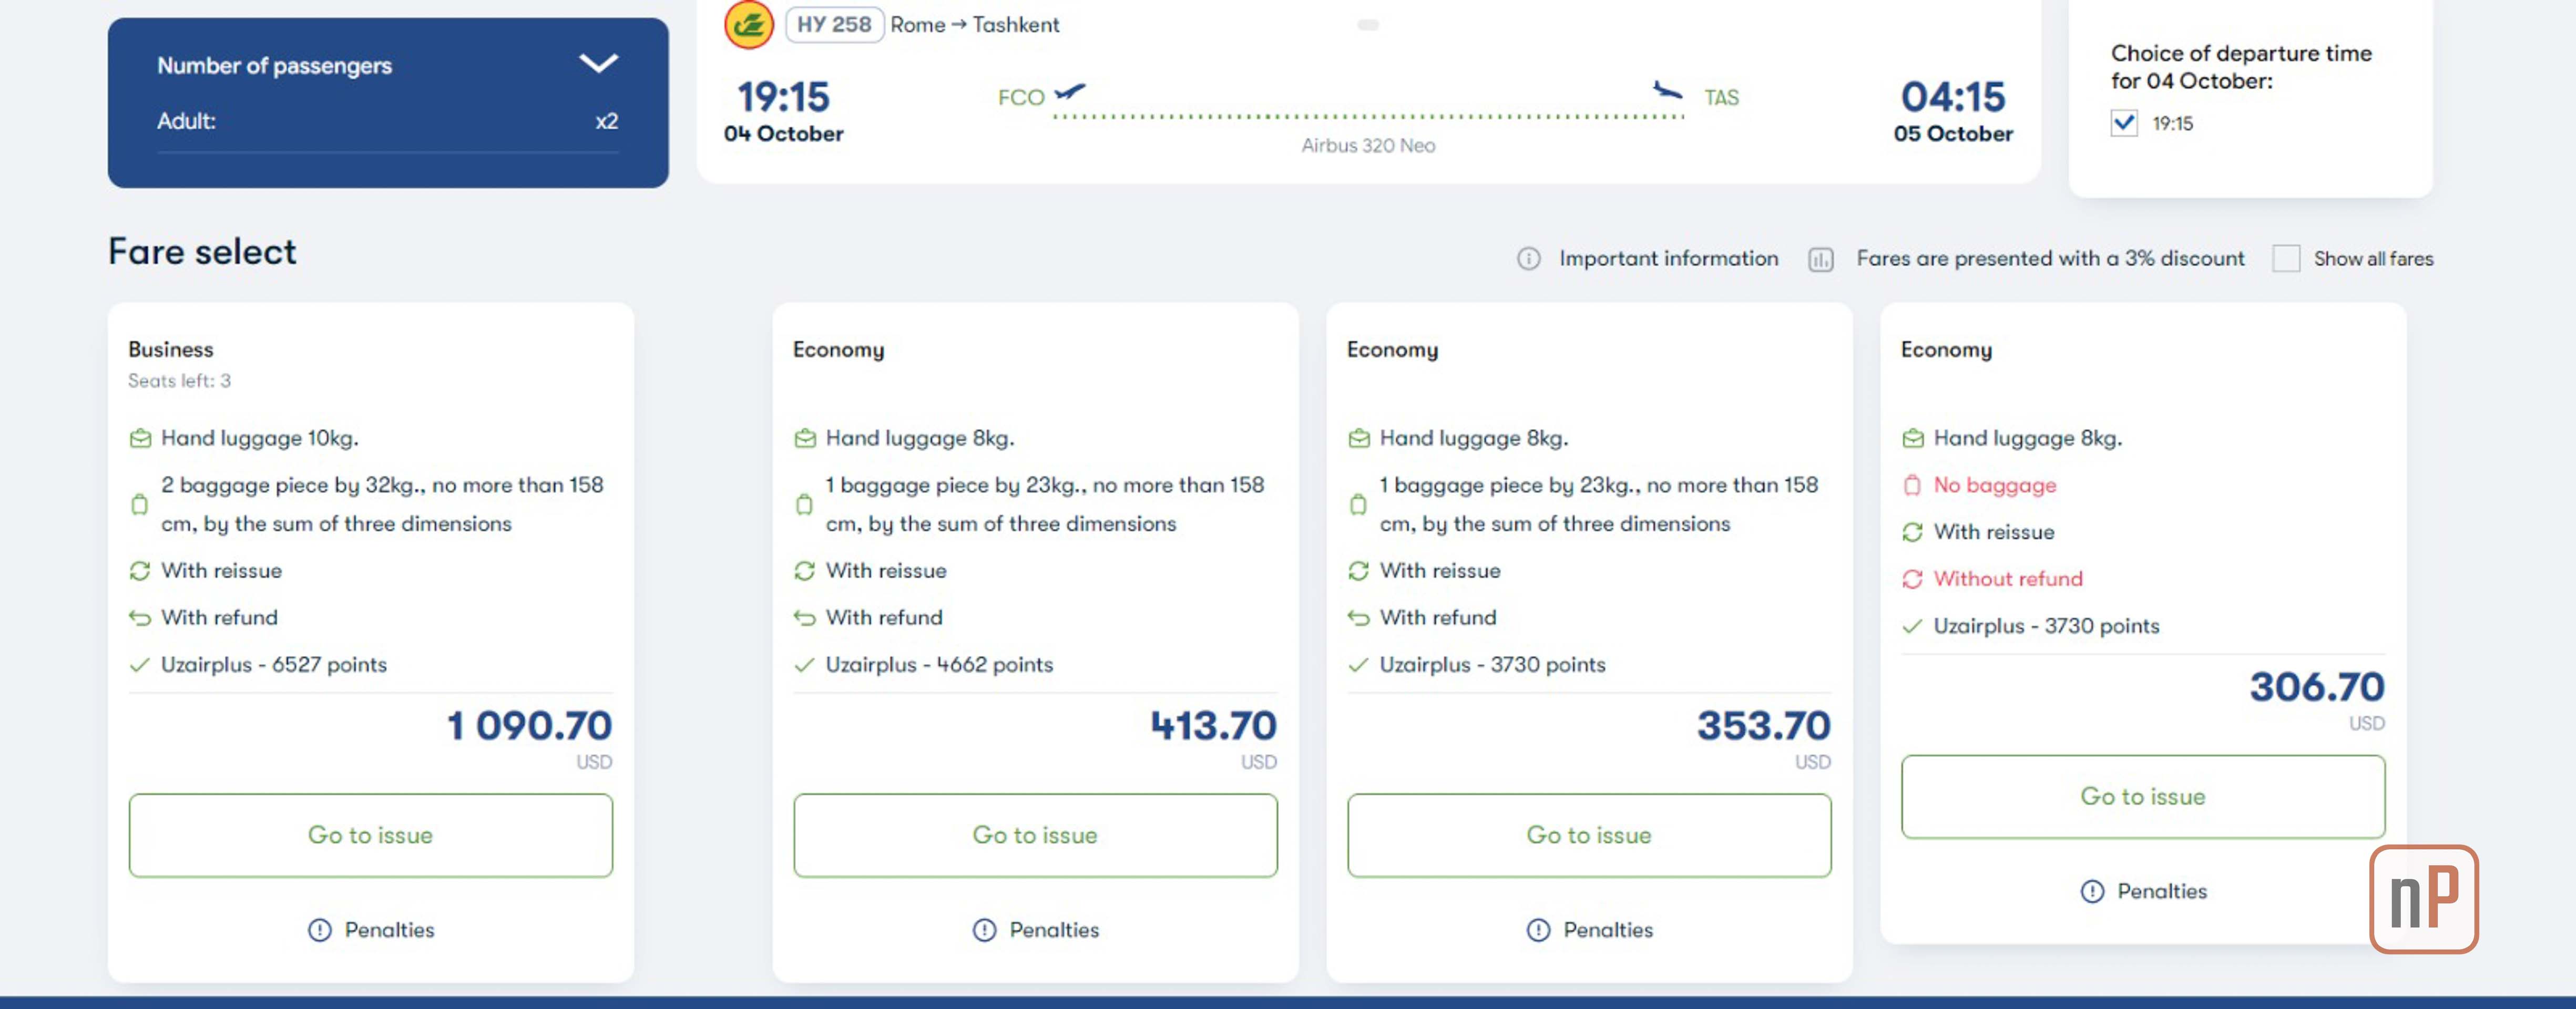 Number of passengers
Adult: x2
HY 258 Rome → Tashkent
19:15 FCO TAS 04:15
04 October 05 October
Airbus 320 Neo
Choice of departure time
for 04 October:
19:15
Fare select
Important information Fares are presented with a 3% discount Show all fares
Business
Seats left: 3
Hand luggage 10kg.
2 baggage piece by 32kg., no more than 158
cm, by the sum of three dimensions
With reissue
With refund
Uzairplus - 6527 points
1 090.70
USD
Go to issue
Penalties
Economy
Hand luggage 8kg.
1 baggage piece by 23kg., no more than 158
cm, by the sum of three dimensions
With reissue
With refund
Uzairplus - 4662 points
413.70
USD
Go to issue
Penalties
Economy
Hand luggage 8kg.
1 baggage piece by 23kg., no more than 158
cm, by the sum of three dimensions
With reissue
With refund
Uzairplus - 3730 points
353.70
USD
Go to issue
Penalties
Economy
Hand luggage 8kg.
No baggage
With reissue
Without refund
Uzairplus - 3730 points
306.70
USD
Go to issue
Penalties
nP